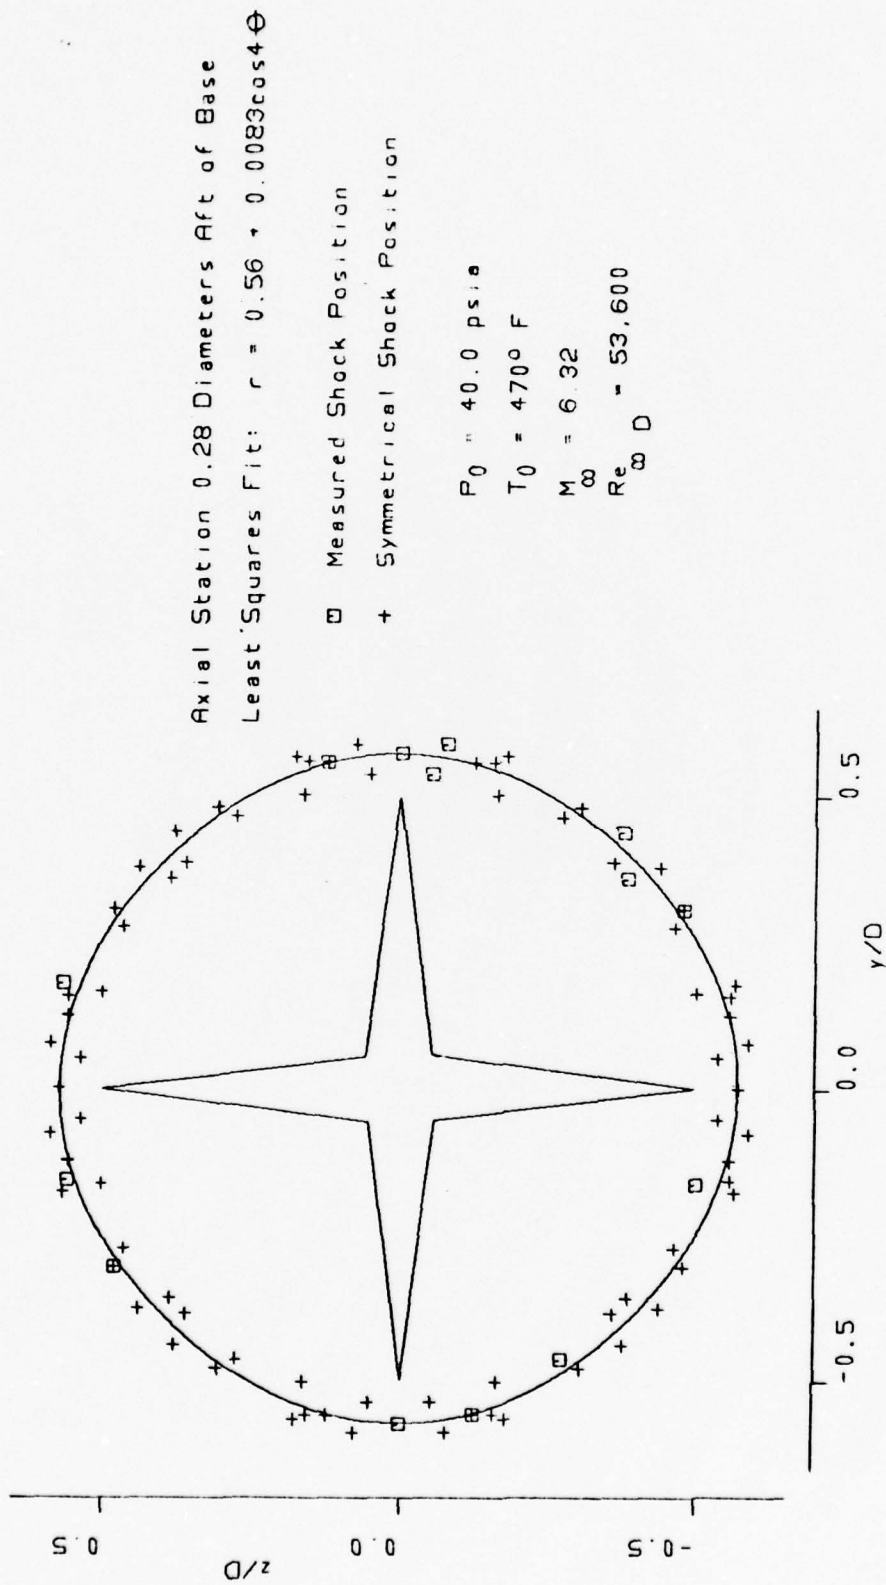 Axial Station 0.28 Diameters Aft of Base
Least Squares Fit: r = 0.56 + 0.0083cos4θ
Measured Shock Position
+ Symmetrical Shock Position
P0 = 40.0 psia
T0 = 470° F
M∞ = 6.32
Re∞ D = 53,600
z/D
0.5
0.0
-0.5
y/D
-0.5
0.0
0.5